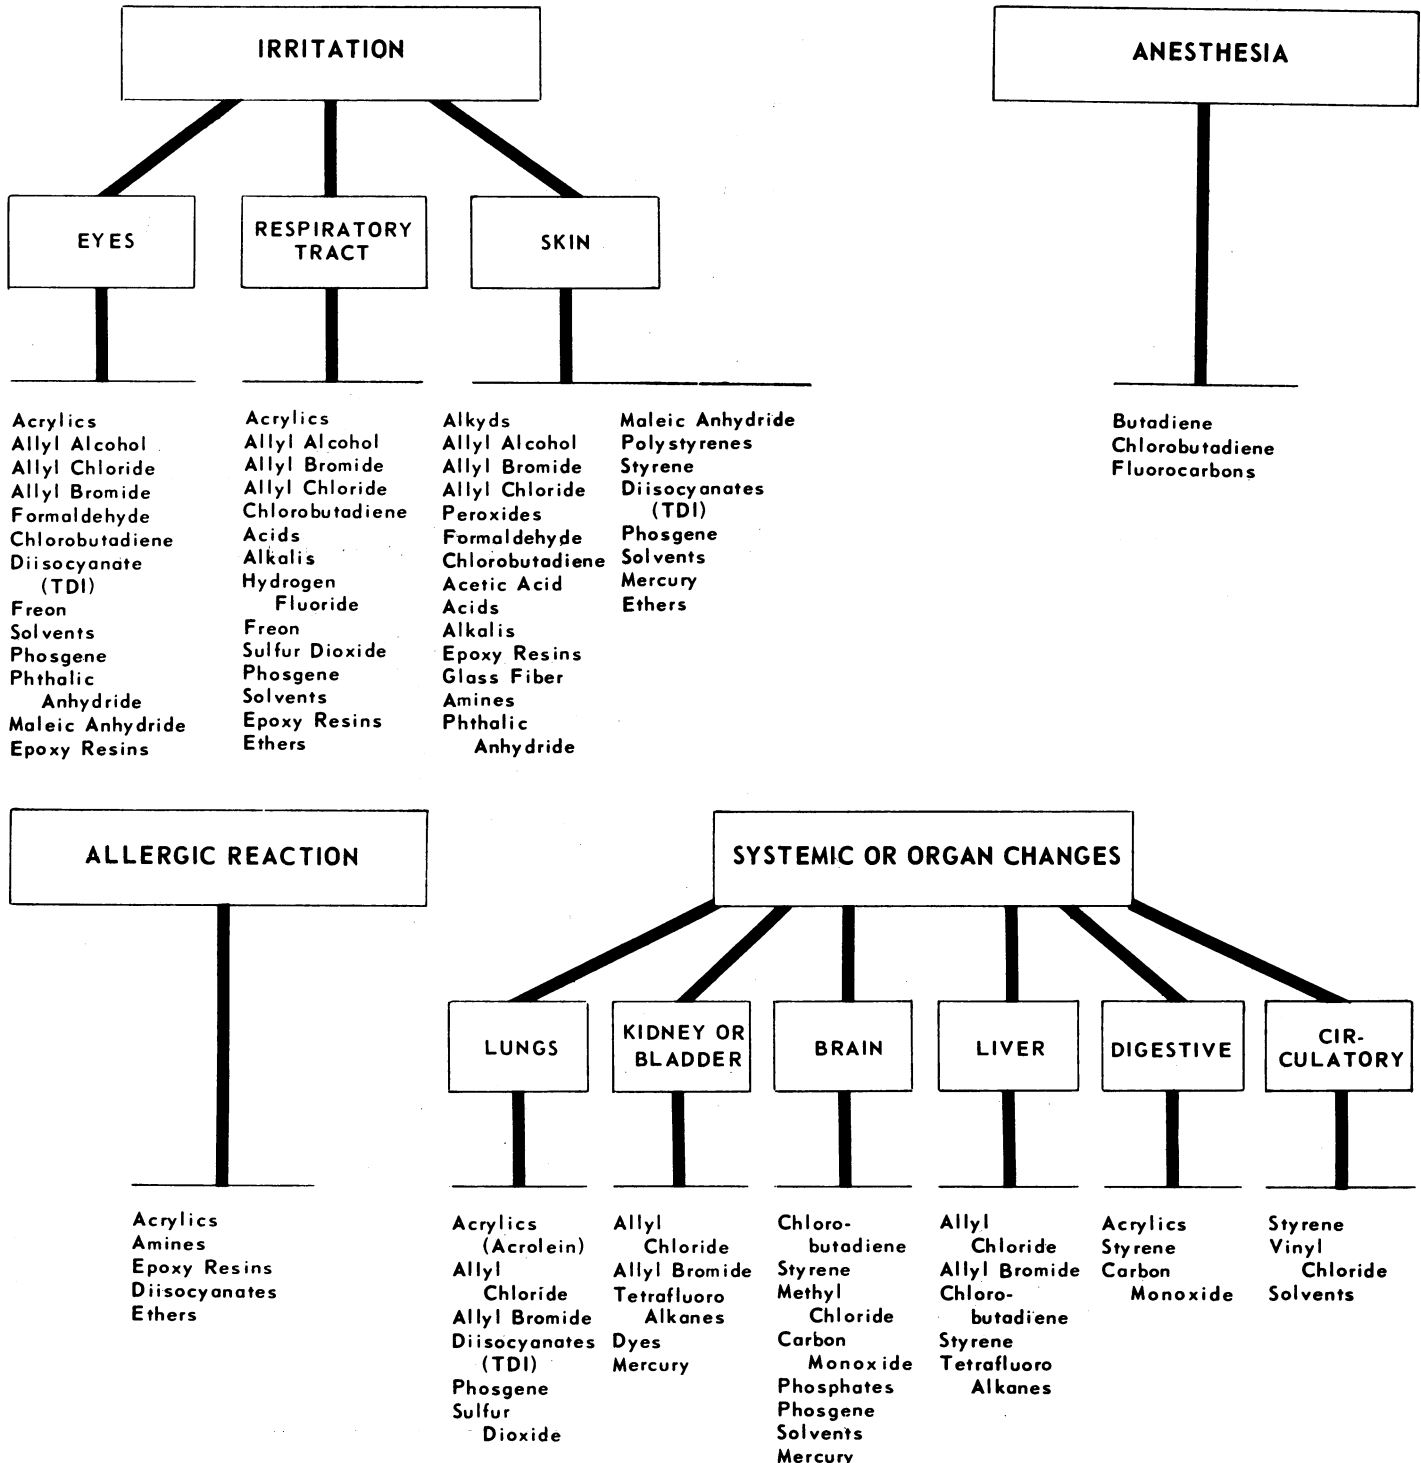 IRRITATION
ANESTHESIA
EYES
RESPIRATORY
TRACT
SKIN
Acrylics
Allyl Alcohol
Allyl Chloride
Allyl Bromide
Formaldehyde
Chlorobutadiene
Diisocyanate
(TDI)
Freon
Solvents
Phosgene
Phthalic
Anhydride
Maleic Anhydride
Epoxy Resins
Acrylics
Allyl Alcohol
Allyl Bromide
Allyl Chloride
Chlorobutadiene
Acids
Alkalis
Hydrogen
Fluoride
Freon
Sulfur Dioxide
Phosgene
Solvents
Epoxy Resins
Ethers
Alkyds
Allyl Alcohol
Allyl Bromide
Allyl Chloride
Peroxides
Formaldehyde
Chlorobutadiene
Acetic Acid
Acids
Alkalis
Epoxy Resins
Glass Fiber
Amines
Phthalic
Anhydride
Maleic Anhydride
Polystyrenes
Styrene
Diisocyanates
(TDI)
Phosgene
Solvents
Mercury
Ethers
Butadiene
Chlorobutadiene
Fluorocarbons
ALLERGIC REACTION
SYSTEMIC OR ORGAN CHANGES
LUNGS
KIDNEY OR
BLADDER
BRAIN
LIVER
DIGESTIVE
CIR-
CULATORY
Acrylics
Amines
Epoxy Resins
Diisocyanates
Ethers
Acrylics
(Acrolein)
Allyl
Chloride
Allyl Bromide
Diisocyanates
(TDI)
Phosgene
Sulfur
Dioxide
Allyl
Chloride
Allyl Bromide
Tetrafluoro
Alkanes
Dyes
Mercury
Chloro-
butadiene
Styrene
Methyl
Chloride
Carbon
Monoxide
Phosphates
Phosgene
Solvents
Mercury
Allyl
Chloride
Allyl Bromide
Chloro-
butadiene
Styrene
Tetrafluoro
Alkanes
Acrylics
Styrene
Carbon
Monoxide
Styrene
Vinyl
Chloride
Solvents